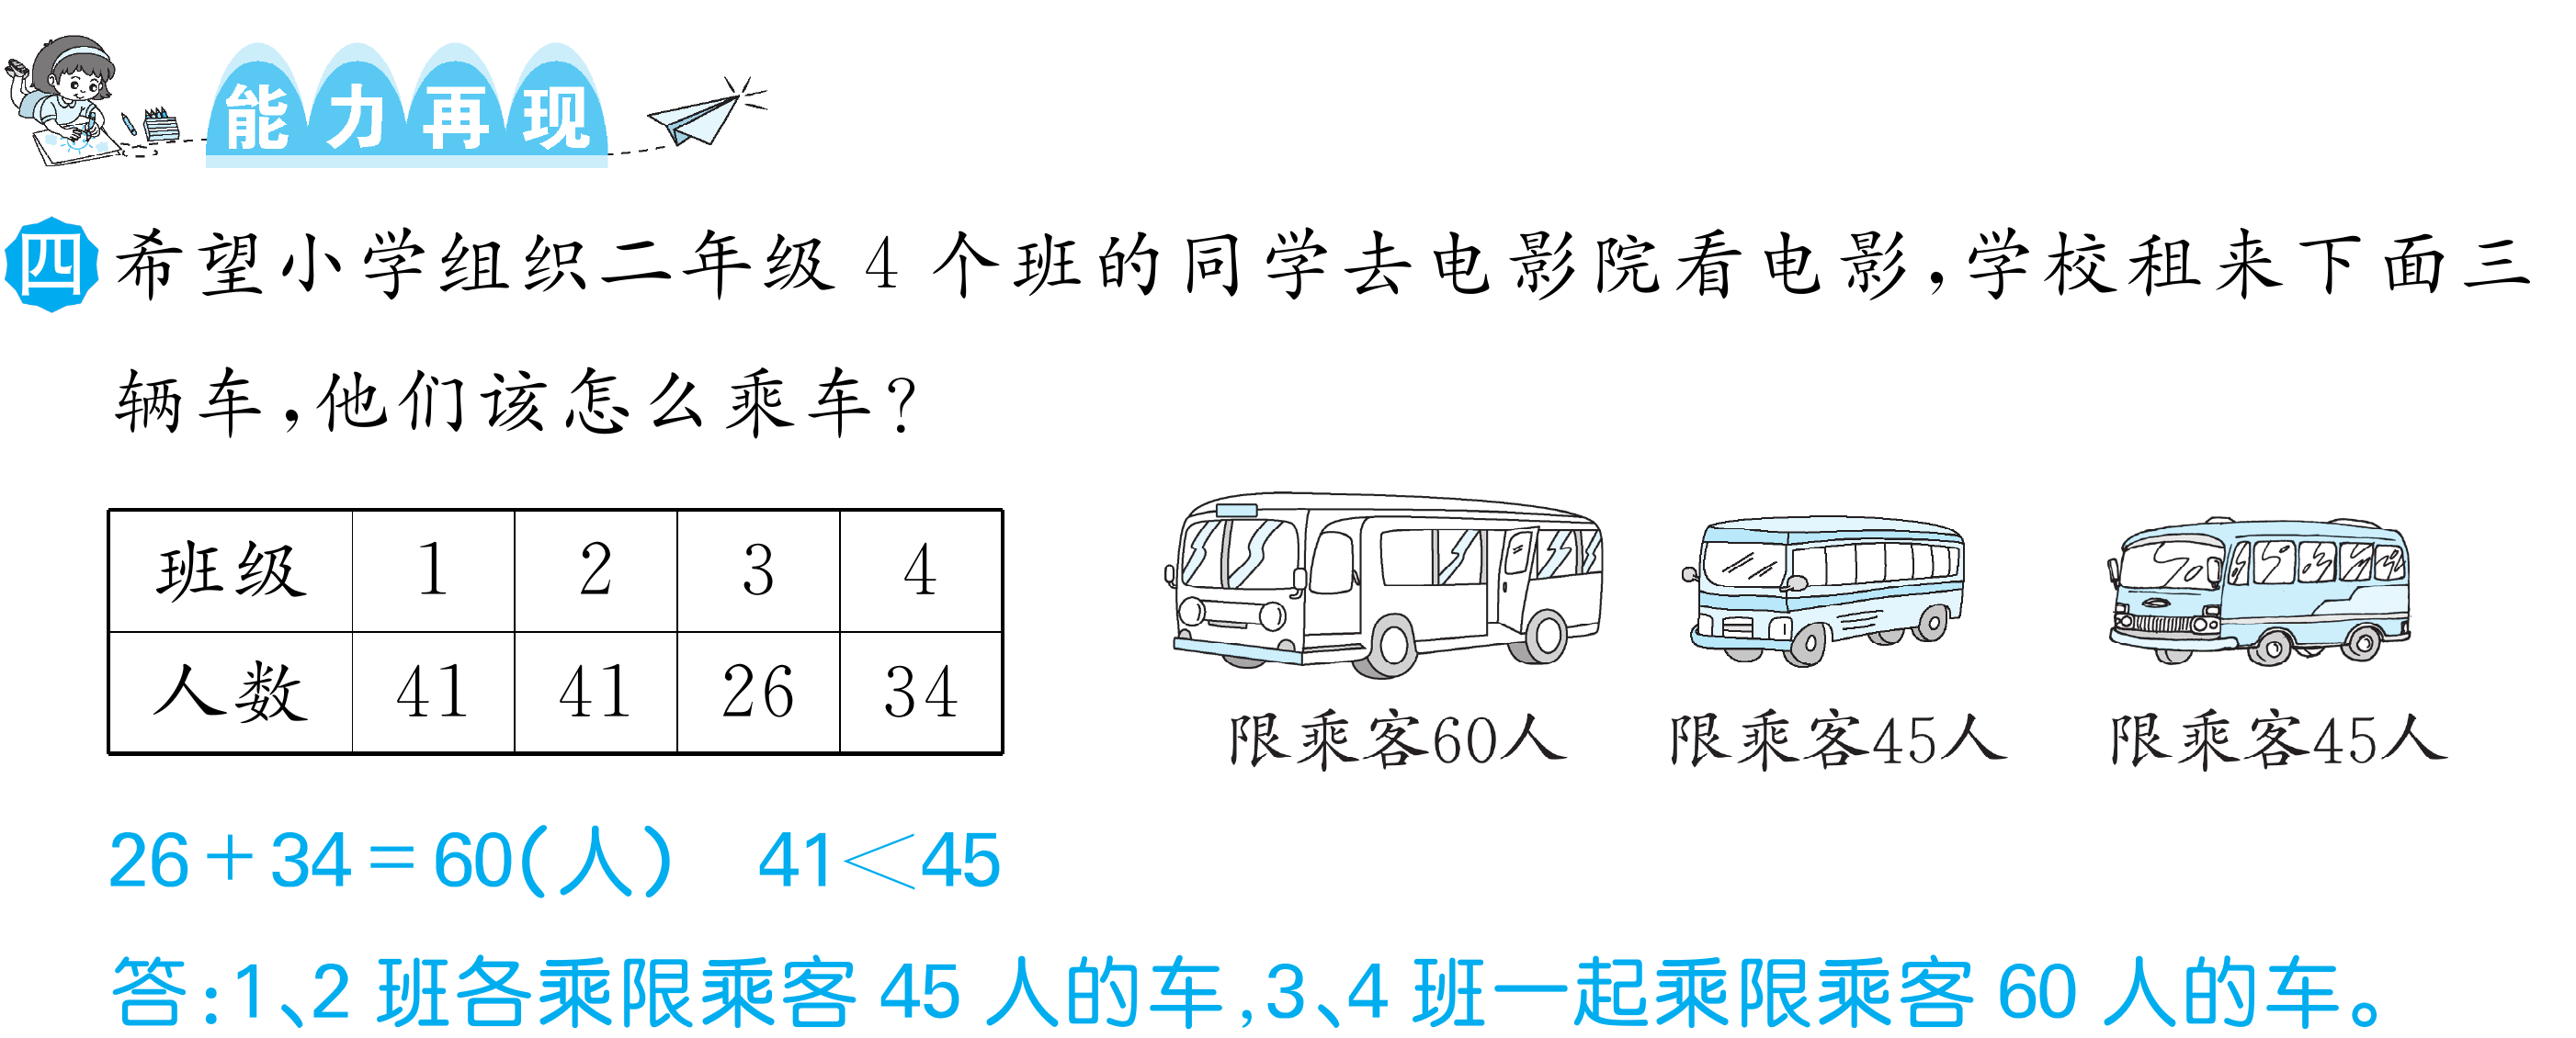 能力再现
四 希望小学组织二年级 4 个班的同学去电影院看电影,学校租来下面三
辆车,他们该怎么乘车?
班级 1 2 3 4
人数 41 41 26 34
限乘客60人 限乘客45人 限乘客45人
26+34=60(人) 41<45
答:1、2 班各乘限乘客 45 人的车,3、4 班一起乘限乘客 60 人的车。